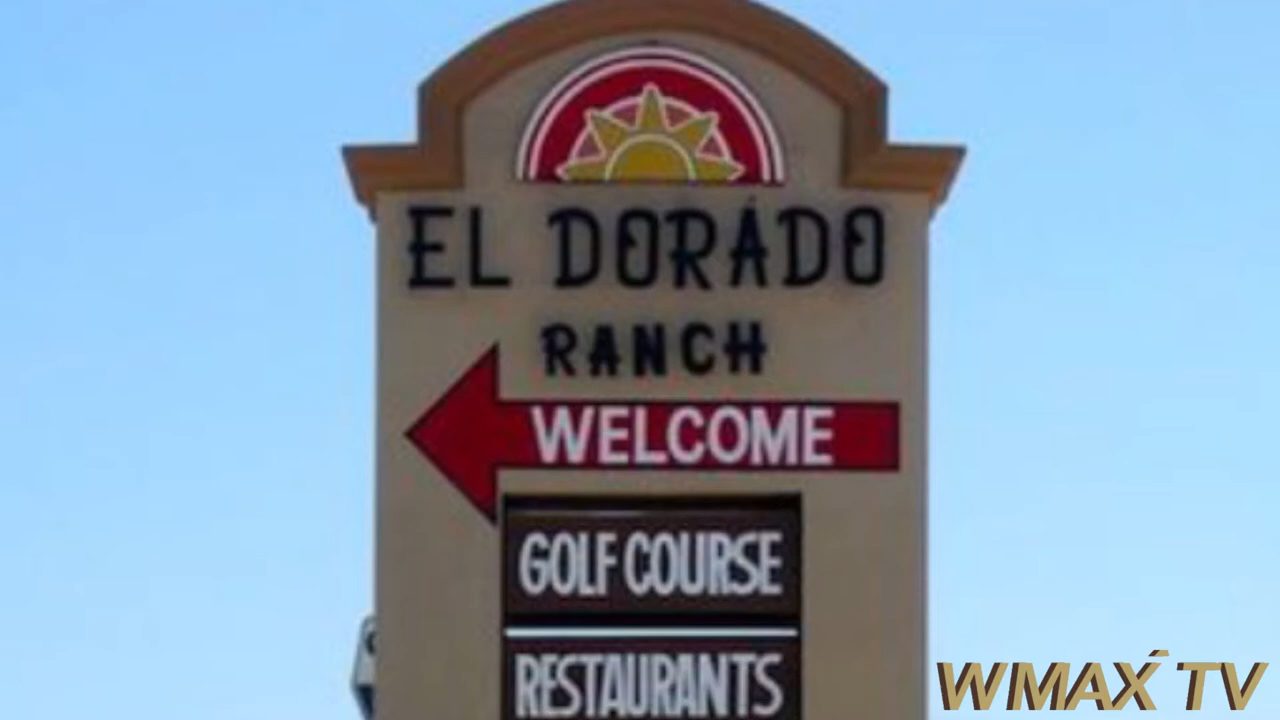 EL DORÁDO
RANCH
WELCOME
GOLF COURSE
RESTAURANTS
WMAX́ TV